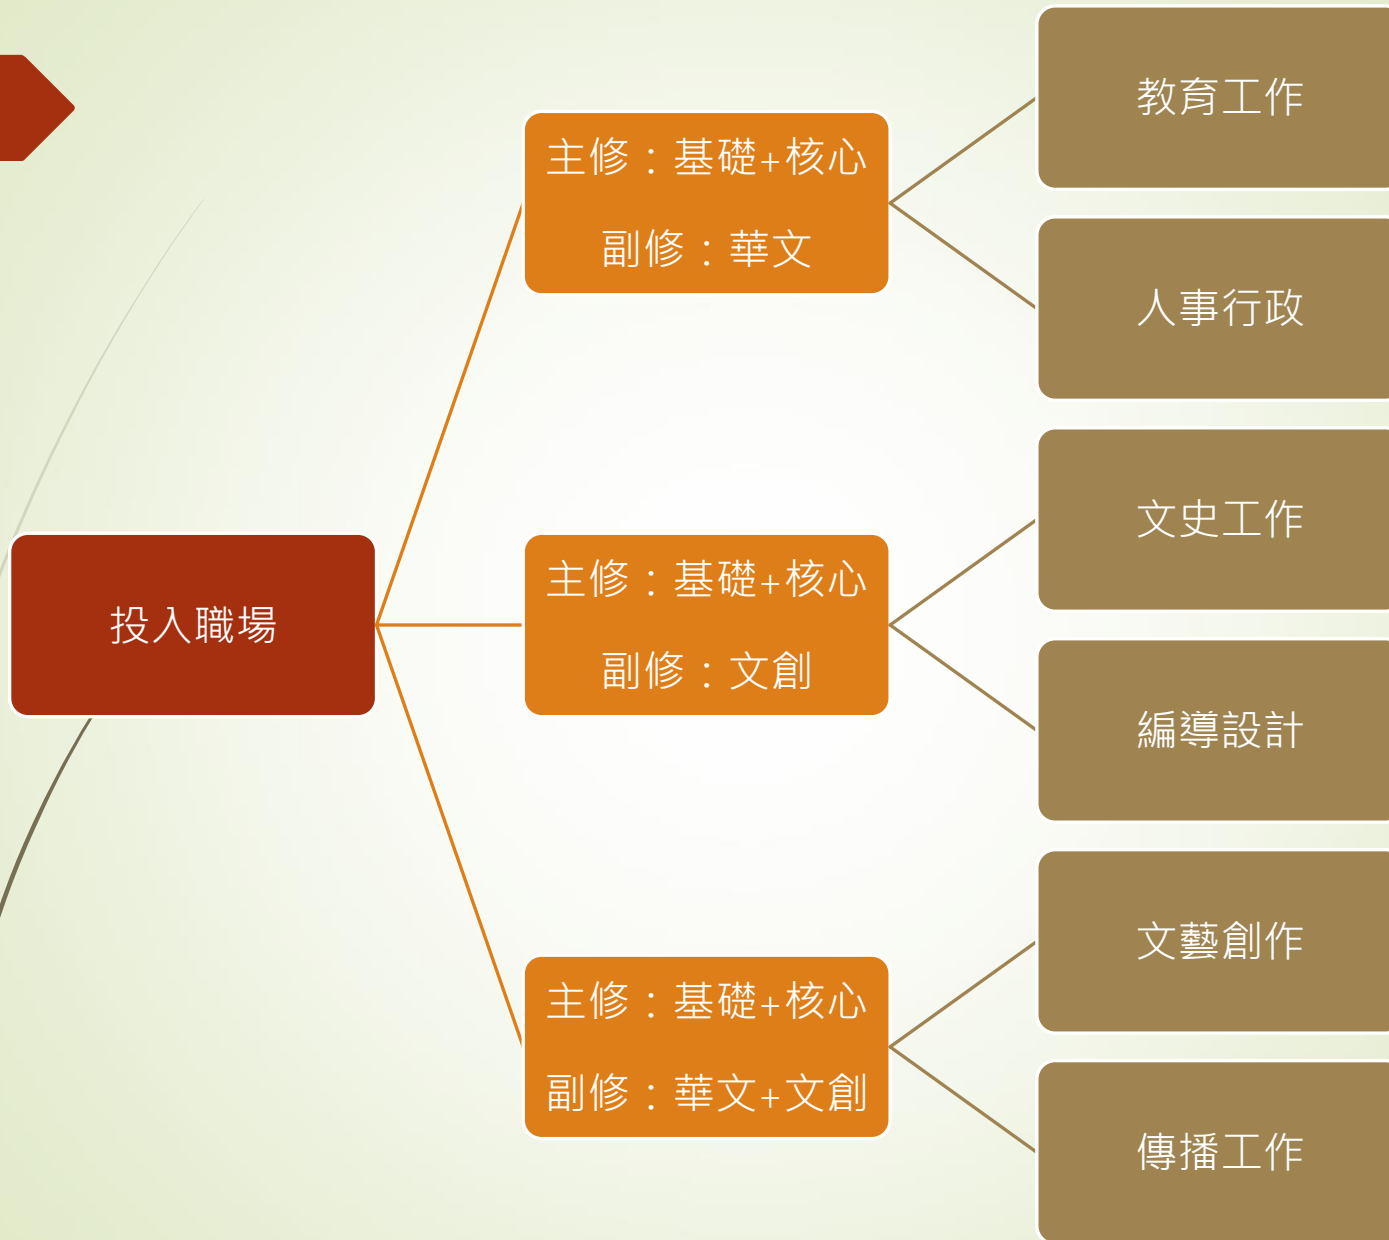 投入職場
主修：基礎+核心
副修：華文
教育工作
人事行政
主修：基礎+核心
副修：文創
文史工作
編導設計
主修：基礎+核心
副修：華文+文創
文藝創作
傳播工作